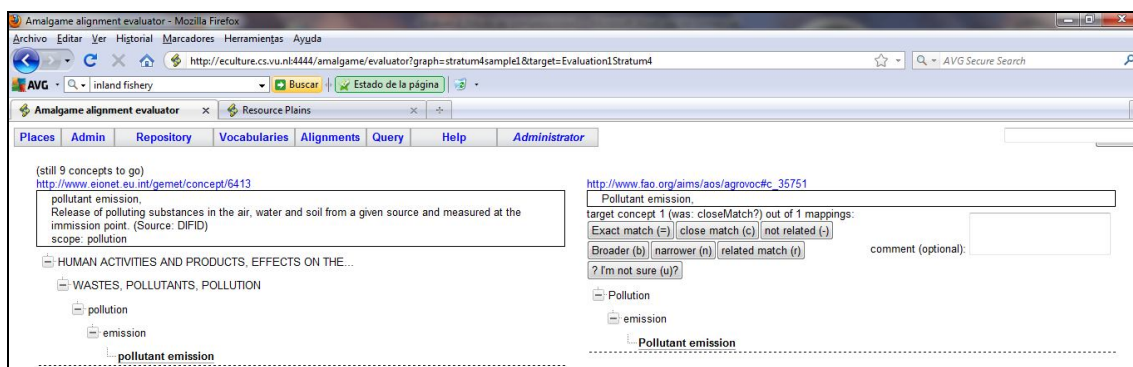 Amalgame alignment evaluator - Mozilla Firefox
Archivo Editar Ver Historial Marcadores Herramientas Ayuda
http://eculture.cs.vu.nl:4444/amalgame/evaluator?graph=stratum4sample1&target=Evaluation1Stratum4
AVG Secure Search
AVG inland fishery Buscar Estado de la página
Amalgame alignment evaluator x Resource Plains x
Places Admin Repository Vocabularies Alignments Query Help Administrator
(still 9 concepts to go)
http://www.eionet.eu.int/gemet/concept/6413
pollutant emission,
Release of polluting substances in the air, water and soil from a given source and measured at the
immission point. (Source: DIFID)
scope: pollution
HUMAN ACTIVITIES AND PRODUCTS, EFFECTS ON THE...
WASTES, POLLUTANTS, POLLUTION
pollution
emission
pollutant emission
http://www.fao.org/aims/aos/agrovoc#c_35751
Pollutant emission,
target concept 1 (was: closeMatch?) out of 1 mappings:
Exact match (=) close match (c) not related (-)
Broader (b) narrower (n) related match (r)
comment (optional):
? I'm not sure (u)?
Pollution
emission
Pollutant emission